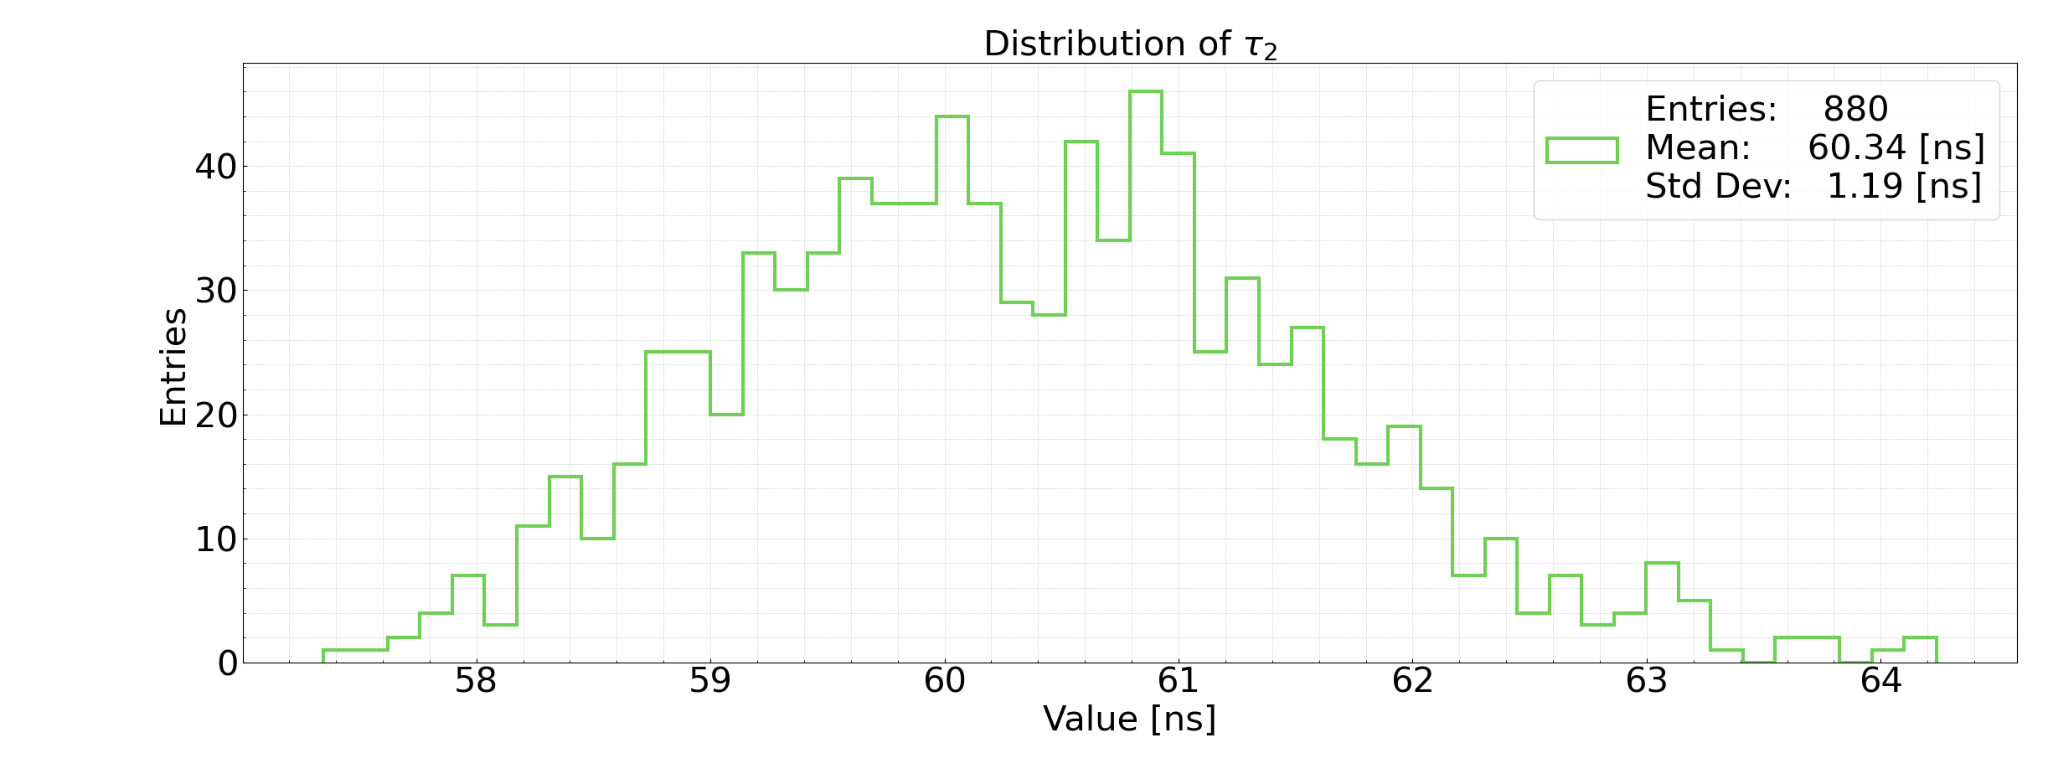 Distribution of τ₂
Entries: 880
Mean: 60.34 [ns]
Std Dev: 1.19 [ns]
Entries
40
30
20
10
0
58 59 60 61 62 63 64
Value [ns]